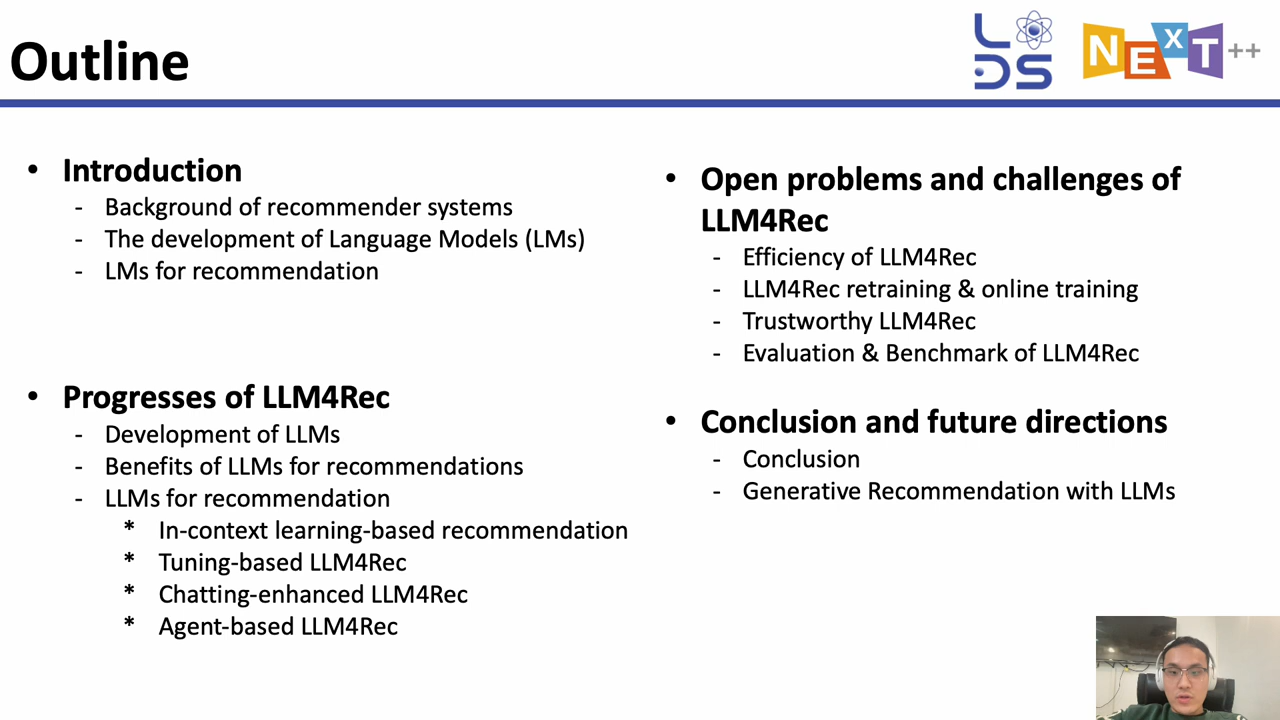 Outline
LDS
NEXT++
• Introduction
- Background of recommender systems
- The development of Language Models (LMs)
- LMs for recommendation
• Progresses of LLM4Rec
- Development of LLMs
- Benefits of LLMs for recommendations
- LLMs for recommendation
* In-context learning-based recommendation
* Tuning-based LLM4Rec
* Chatting-enhanced LLM4Rec
* Agent-based LLM4Rec
• Open problems and challenges of
LLM4Rec
- Efficiency of LLM4Rec
- LLM4Rec retraining & online training
- Trustworthy LLM4Rec
- Evaluation & Benchmark of LLM4Rec
• Conclusion and future directions
- Conclusion
- Generative Recommendation with LLMs